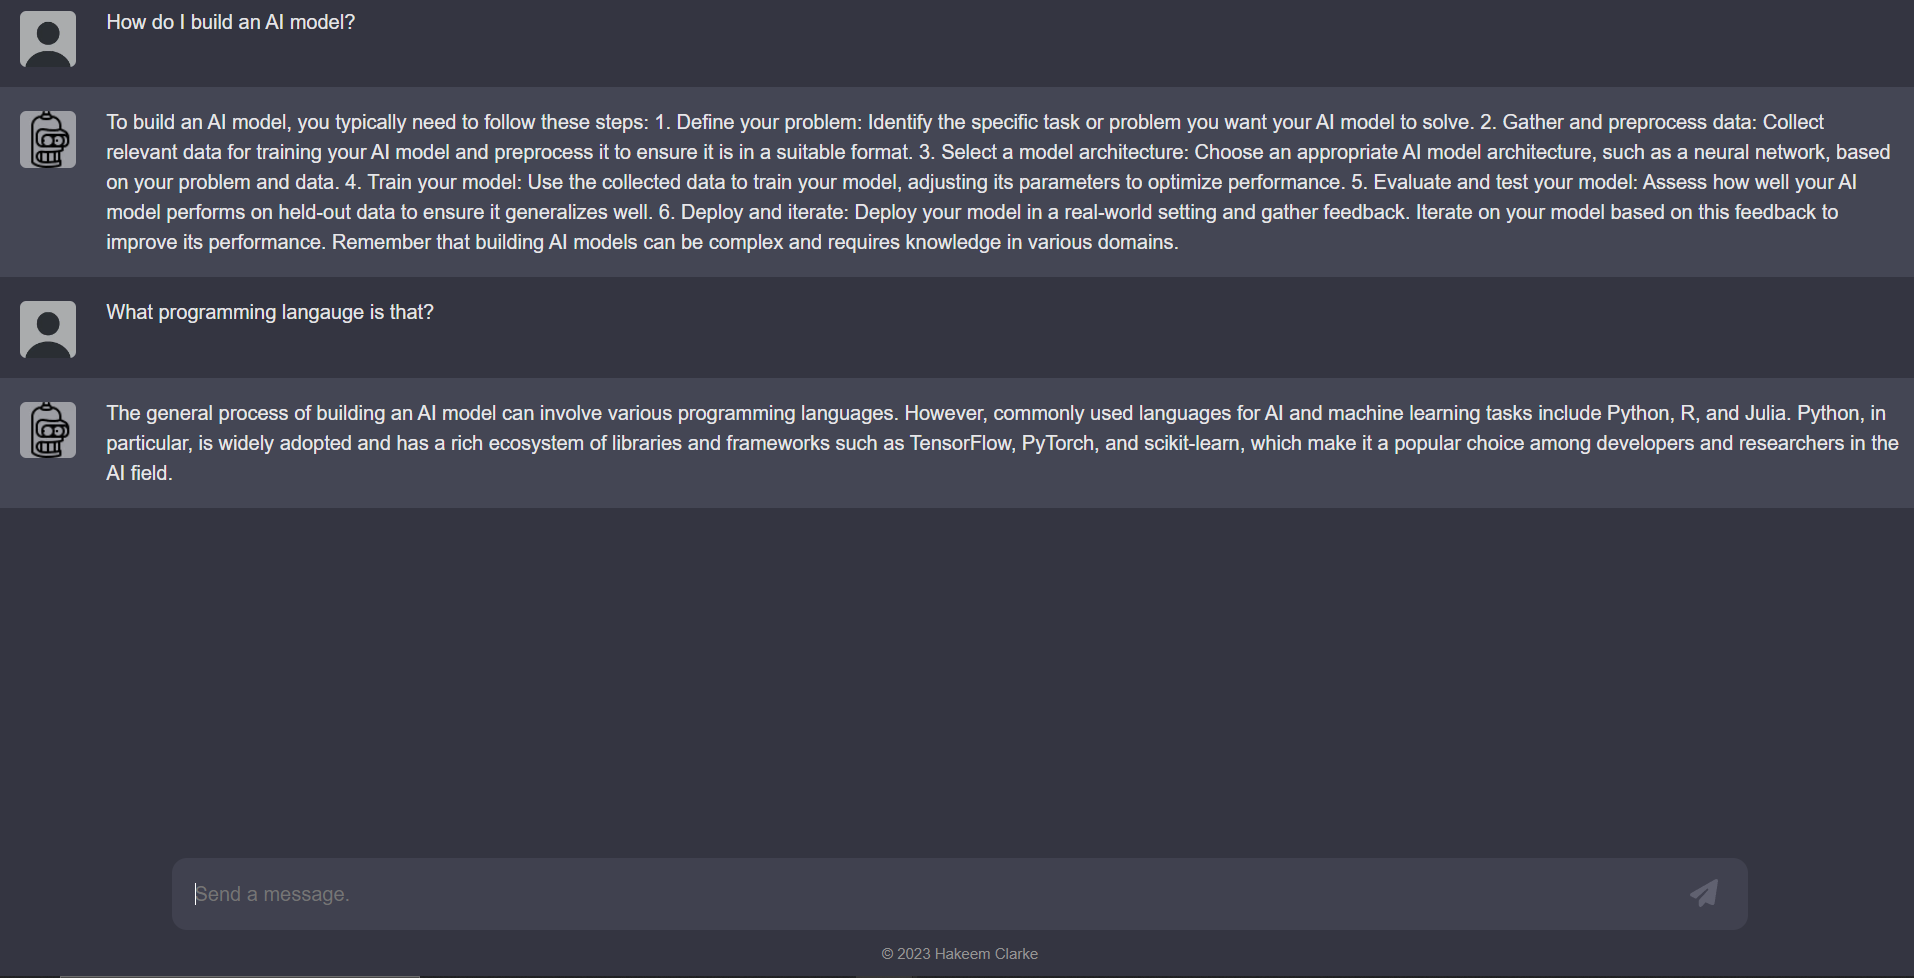 How do I build an AI model?
To build an AI model, you typically need to follow these steps: 1. Define your problem: Identify the specific task or problem you want your AI model to solve. 2. Gather and preprocess data: Collect
relevant data for training your AI model and preprocess it to ensure it is in a suitable format. 3. Select a model architecture: Choose an appropriate AI model architecture, such as a neural network, based
on your problem and data. 4. Train your model: Use the collected data to train your model, adjusting its parameters to optimize performance. 5. Evaluate and test your model: Assess how well your AI
model performs on held-out data to ensure it generalizes well. 6. Deploy and iterate: Deploy your model in a real-world setting and gather feedback. Iterate on your model based on this feedback to
improve its performance. Remember that building AI models can be complex and requires knowledge in various domains.
What programming langauge is that?
The general process of building an AI model can involve various programming languages. However, commonly used languages for AI and machine learning tasks include Python, R, and Julia. Python, in
particular, is widely adopted and has a rich ecosystem of libraries and frameworks such as TensorFlow, PyTorch, and scikit-learn, which make it a popular choice among developers and researchers in the
AI field.
Send a message.
© 2023 Hakeem Clarke